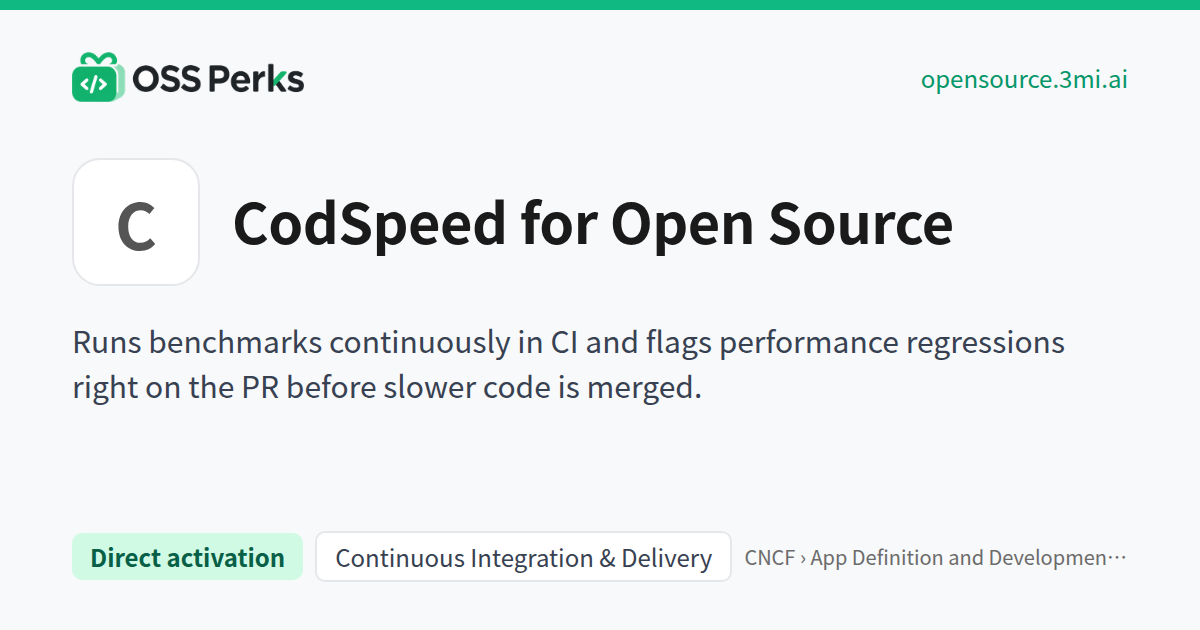 OSS Perks
opensource.3mi.ai
C
CodSpeed for Open Source
Runs benchmarks continuously in CI and flags performance regressions
right on the PR before slower code is merged.
Direct activation
Continuous Integration & Delivery
CNCF › App Definition and Developmen⋯